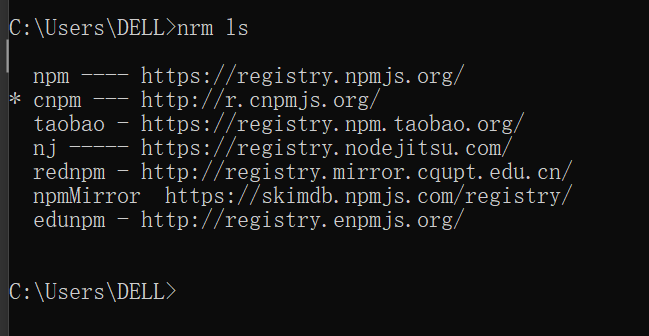 C:\Users\DELL>nrm ls
npm ---- https://registry.npmjs.org/
* cnpm --- http://r.cnpmjs.org/
taobao - https://registry.npm.taobao.org/
nj ----- https://registry.nodejitsu.com/
rednpm - http://registry.mirror.cqupt.edu.cn/
npmMirror  https://skimdb.npmjs.com/registry/
edunpm - http://registry.enpmjs.org/
C:\Users\DELL>